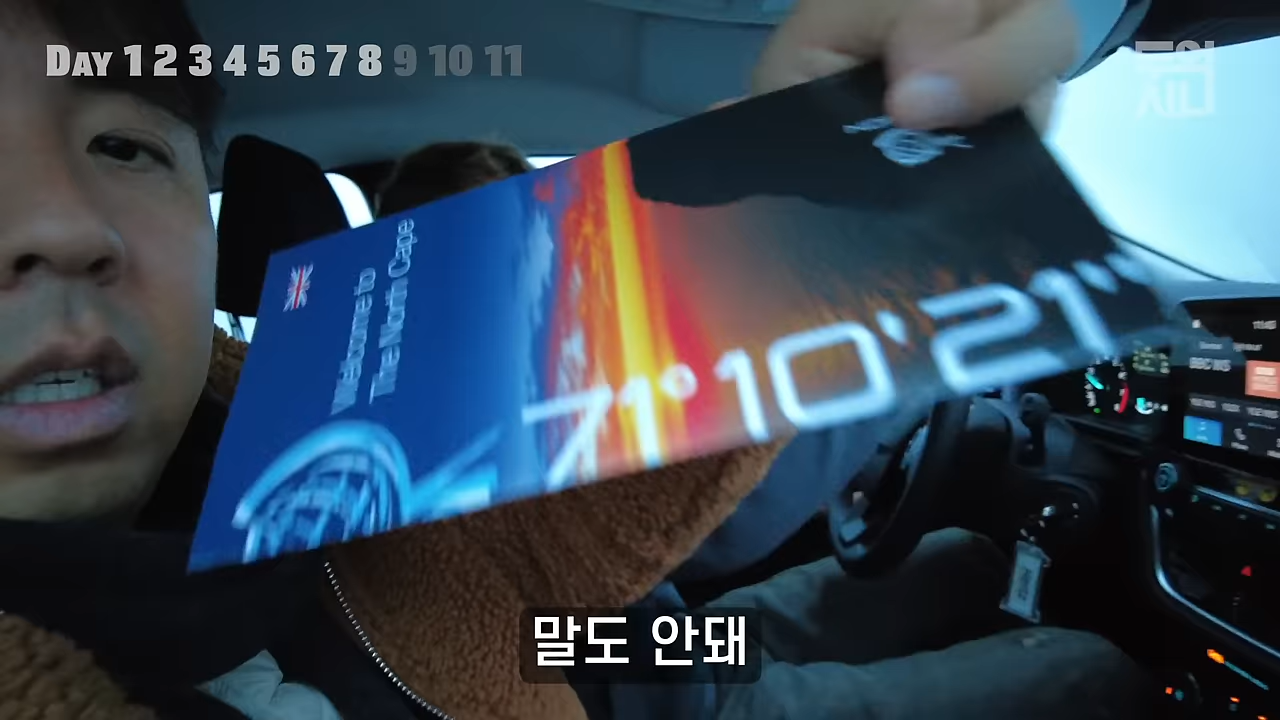 DAY 1 2 3 4 5 6 7 8 9 10 11
Welcome to
The North Cape
71°10'21"
말도 안돼